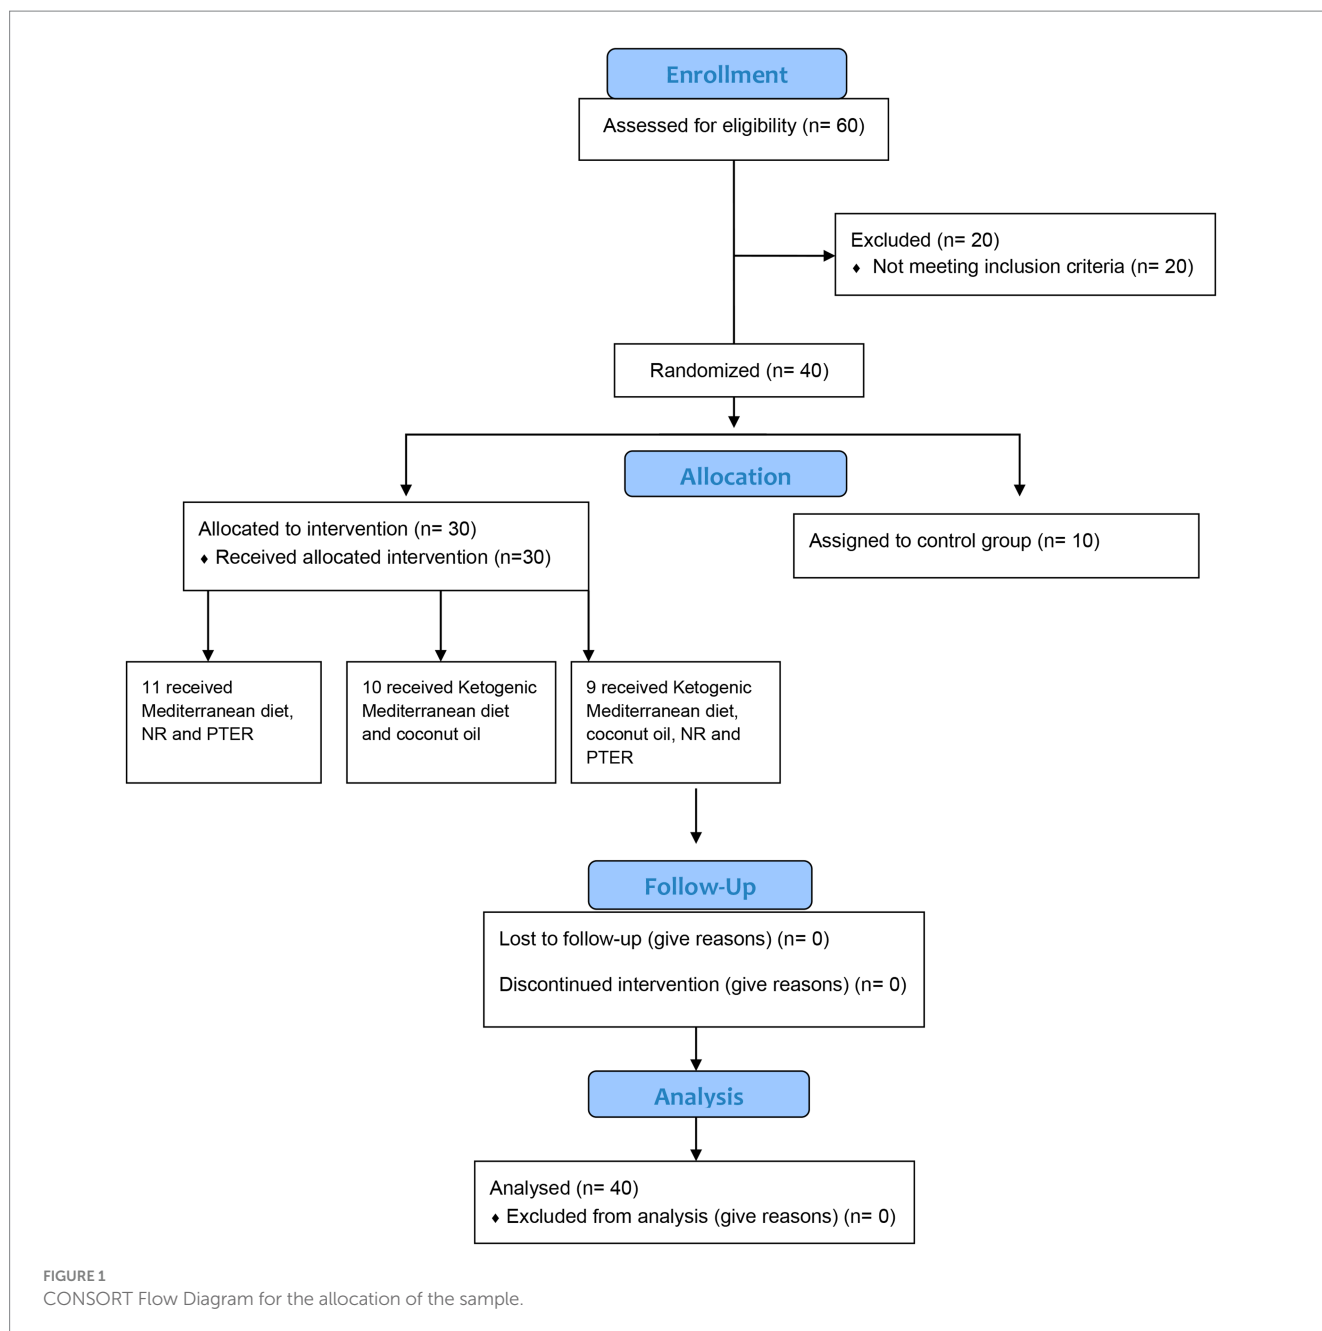 Enrollment
Assessed for eligibility (n= 60)
Excluded (n= 20)
♦ Not meeting inclusion criteria (n= 20)
Randomized (n= 40)
Allocation
Allocated to intervention (n= 30)
♦ Received allocated intervention (n=30)
Assigned to control group (n= 10)
11 received
Mediterranean diet,
NR and PTER
10 received Ketogenic
Mediterranean diet
and coconut oil
9 received Ketogenic
Mediterranean diet,
coconut oil, NR and
PTER
Follow-Up
Lost to follow-up (give reasons) (n= 0)
Discontinued intervention (give reasons) (n= 0)
Analysis
Analysed (n= 40)
♦ Excluded from analysis (give reasons) (n= 0)
FIGURE 1
CONSORT Flow Diagram for the allocation of the sample.